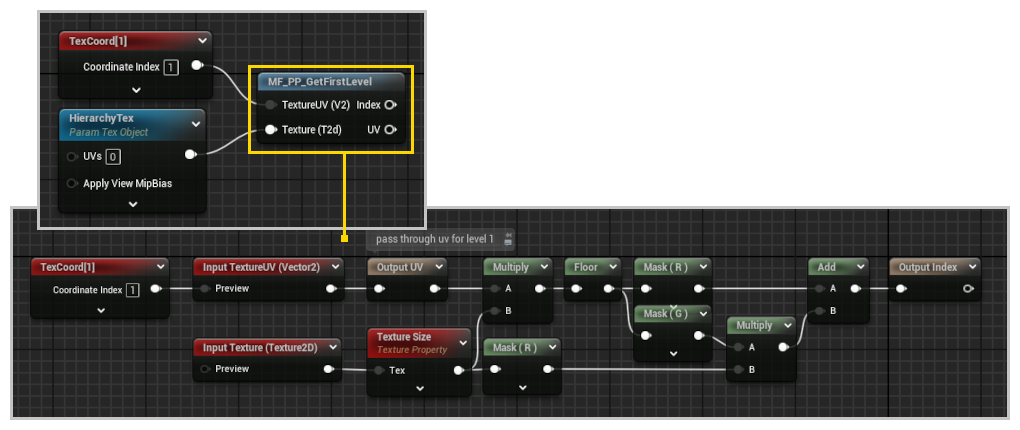 TexCoord[1]
Coordinate Index 1
HierarchyTex
Param Tex Object
UVs 0
Apply View MipBias
MF_PP_GetFirstLevel
TextureUV (V2) Index
Texture (T2d) UV
pass through uv for level 1
TexCoord[1]
Coordinate Index 1
Input TextureUV (Vector2)
Preview
Output UV
Multiply
A
B
Floor
Mask ( R )
Mask ( G )
Add
A
B
Output Index
Input Texture (Texture2D)
Preview
Texture Size
Texture Property
Tex
Mask ( R )
Multiply
A
B